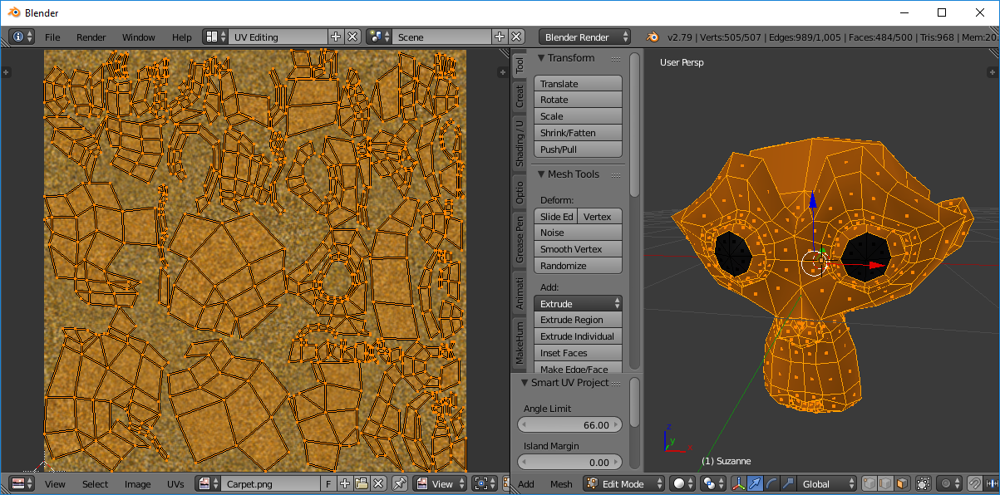 Blender
File Render Window Help UV Editing Scene Blender Render v2.79 | Verts:505/507 | Edges:989/1,005 | Faces:484/500 | Tris:968 | Mem:20.
Tool
Creat
Shading / U
Optio
Grease Pen
Animati
MakeHum
Transform
Translate
Rotate
Scale
Shrink/Fatten
Push/Pull
Mesh Tools
Deform:
Slide Ed Vertex
Noise
Smooth Vertex
Randomize
Add:
Extrude
Extrude Region
Extrude Individual
Inset Faces
Make Edge/Face
Smart UV Project
Angle Limit
66.00
Island Margin
0.00
User Persp
z
y
x
(1) Suzanne
View Select Image UVs Carpet.png F View
Add Mesh Edit Mode Global